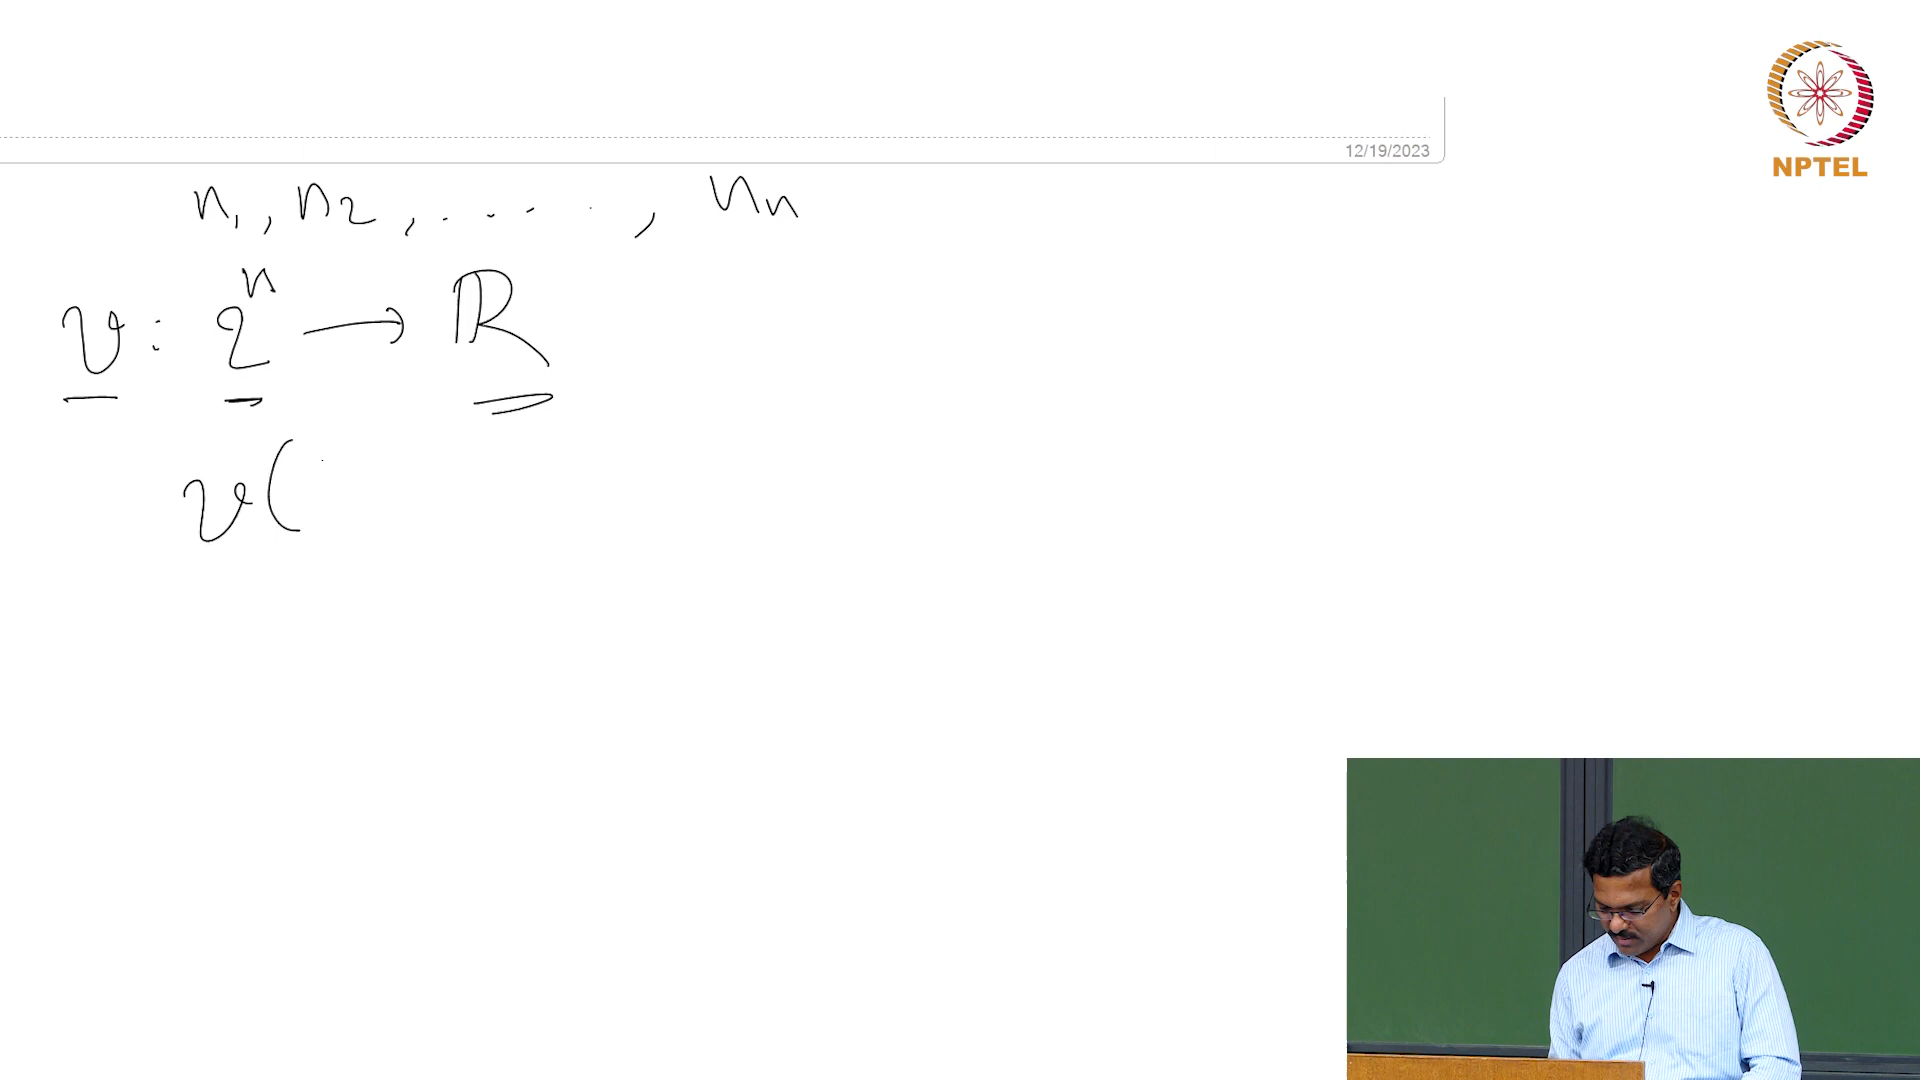 12/19/2023
NPTEL
n₁, n₂, ....., nₙ
v: 2ⁿ → ℝ
v(